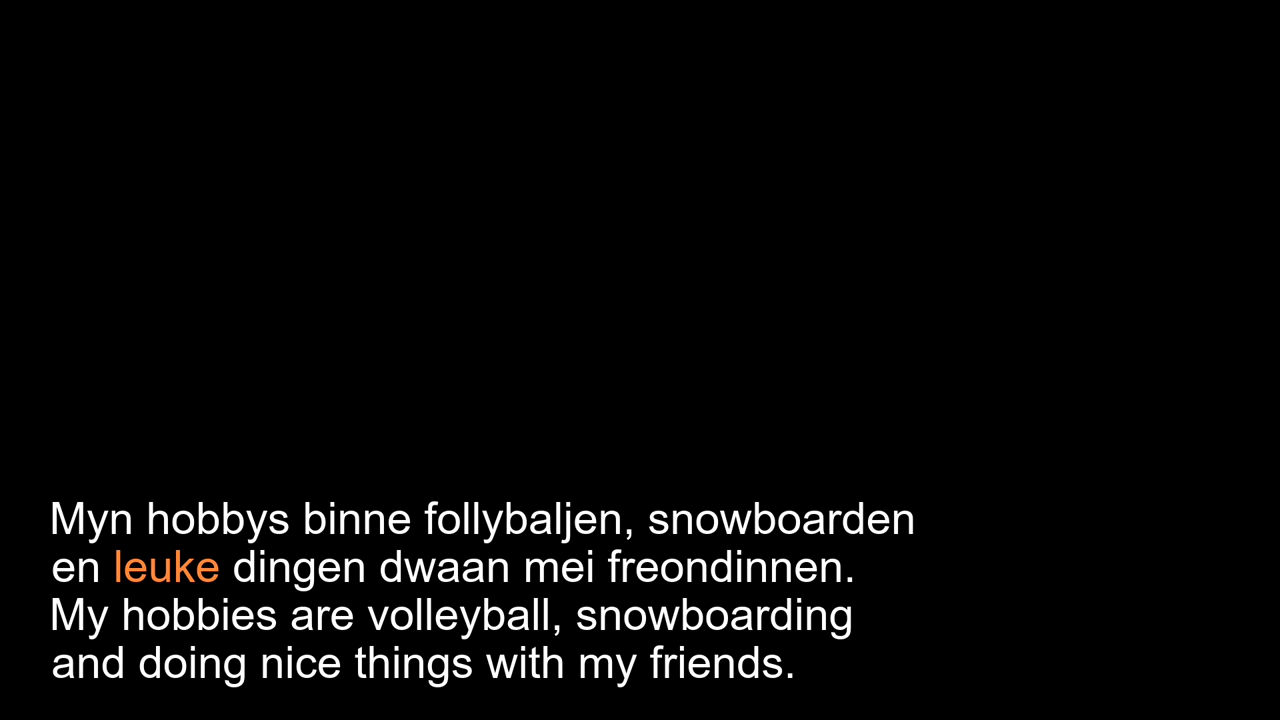 Myn hobbys binne follybaljen, snowboarden
en leuke dingen dwaan mei freondinnen.
My hobbies are volleyball, snowboarding
and doing nice things with my friends.